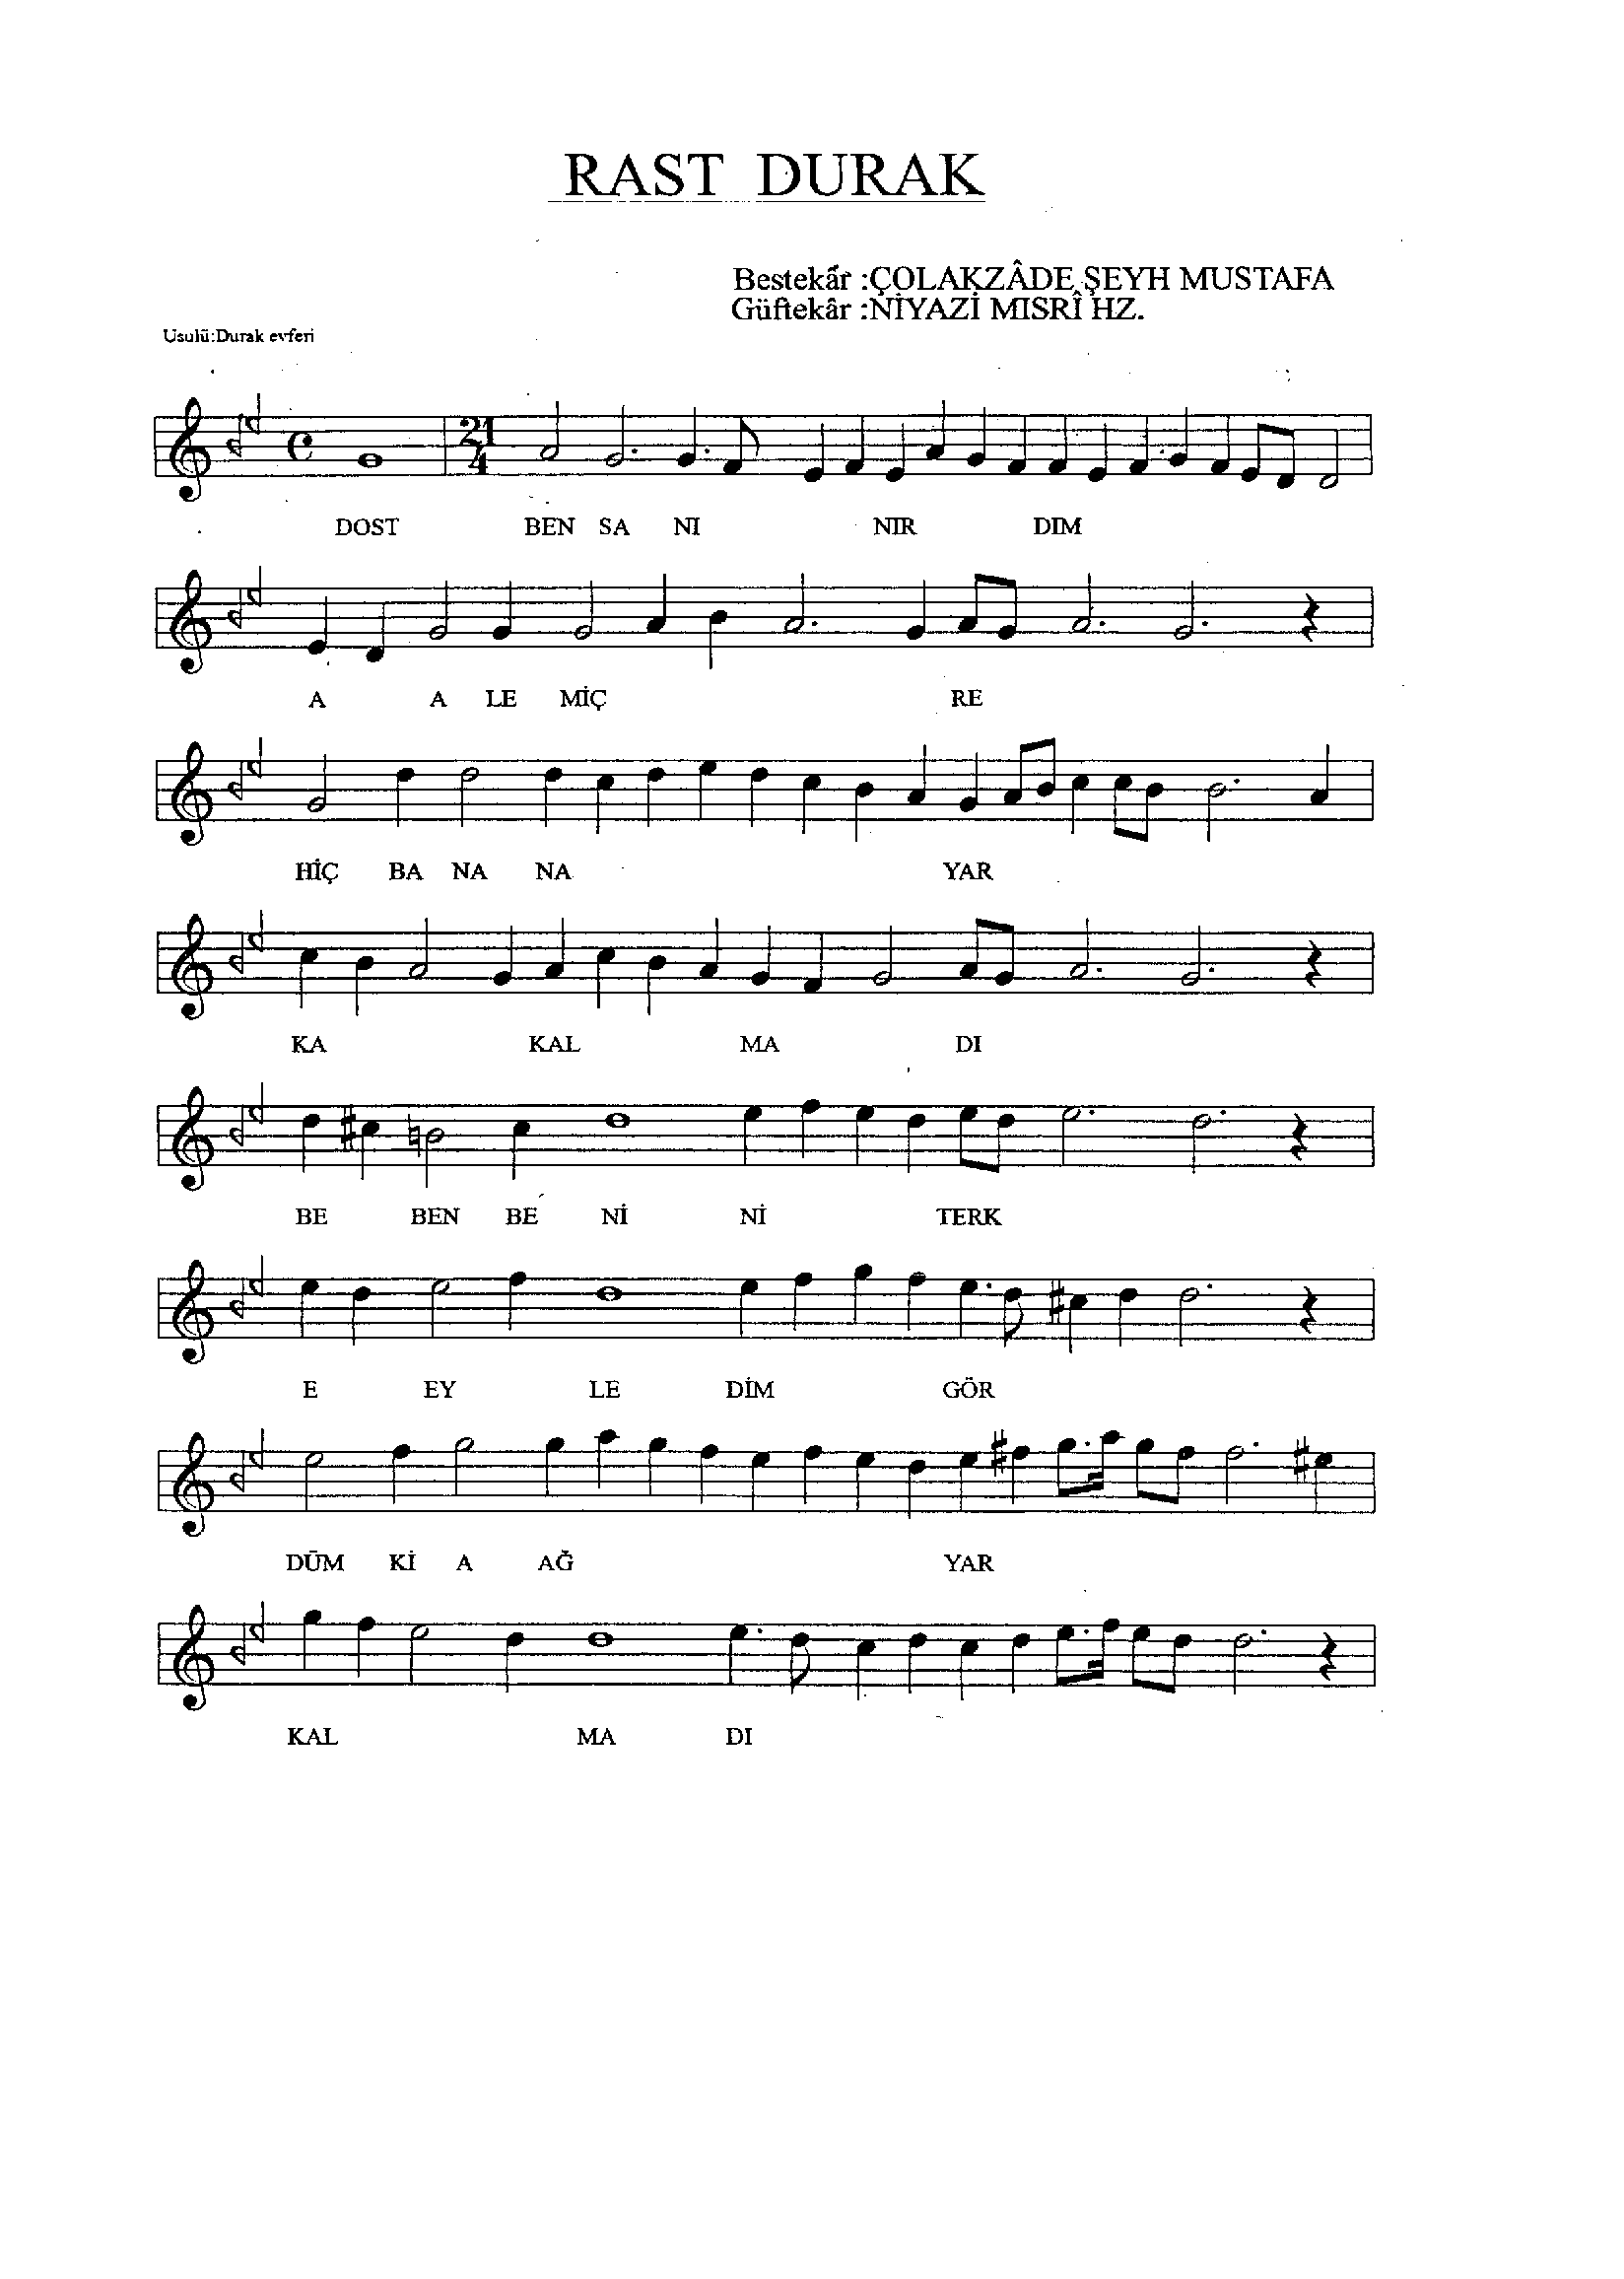 RAST DURAK
Bestekâr :ÇOLAKZÂDE ŞEYH MUSTAFA
Güftekâr :NİYAZİ MISRÎ HZ.
Usulü:Durak evferi
21
4
DOST BEN SA NI NIR DIM
A A LE MİÇ RE
HİÇ BA NA NA YAR
KA KAL MA DI
BE BEN BE Nİ Nİ TERK
E EY LE DİM GÖR
DÜM Kİ A AĞ YAR
KAL MA DI